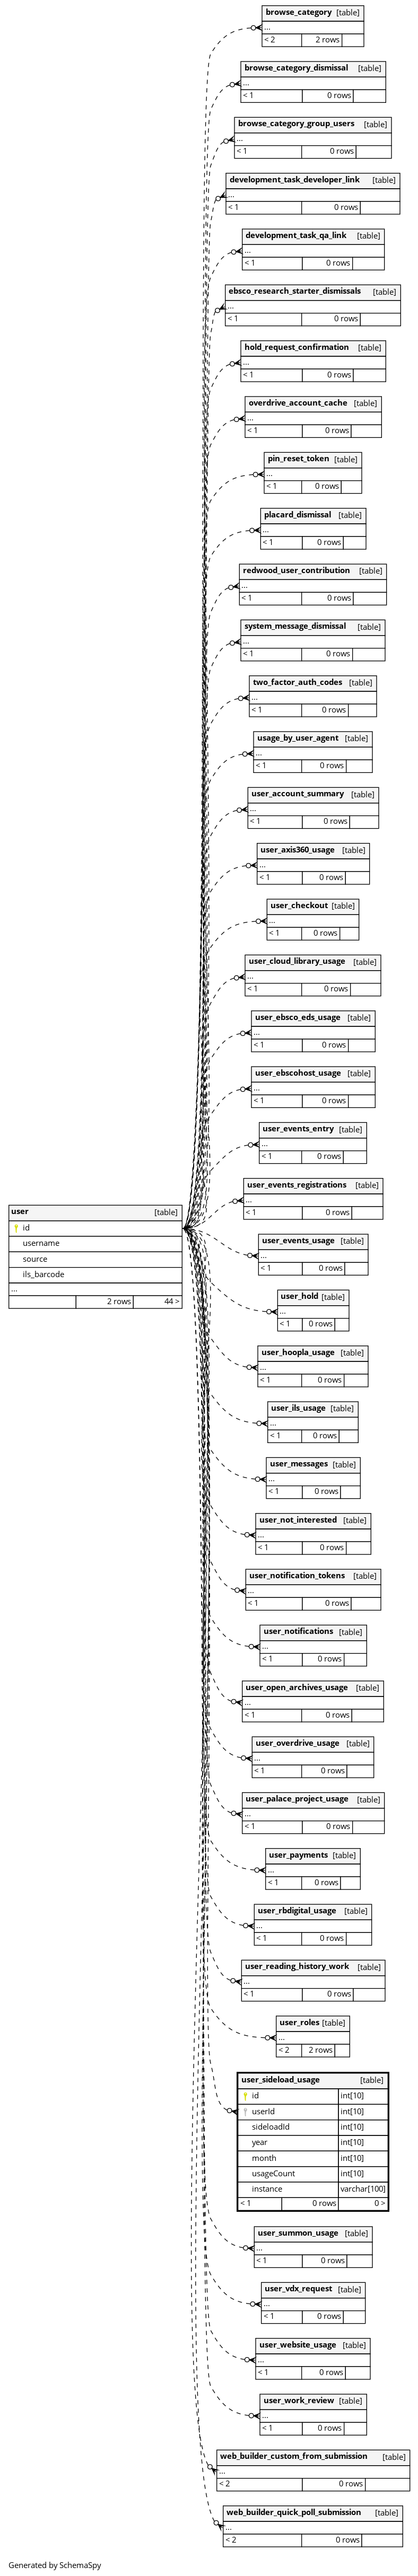 browse_category [table]
...
< 2 2 rows
browse_category_dismissal [table]
...
< 1 0 rows
browse_category_group_users [table]
...
< 1 0 rows
development_task_developer_link [table]
...
< 1 0 rows
development_task_qa_link [table]
...
< 1 0 rows
ebsco_research_starter_dismissals [table]
...
< 1 0 rows
hold_request_confirmation [table]
...
< 1 0 rows
overdrive_account_cache [table]
...
< 1 0 rows
pin_reset_token [table]
...
< 1 0 rows
placard_dismissal [table]
...
< 1 0 rows
redwood_user_contribution [table]
...
< 1 0 rows
system_message_dismissal [table]
...
< 1 0 rows
two_factor_auth_codes [table]
...
< 1 0 rows
usage_by_user_agent [table]
...
< 1 0 rows
user_account_summary [table]
...
< 1 0 rows
user_axis360_usage [table]
...
< 1 0 rows
user_checkout [table]
...
< 1 0 rows
user_cloud_library_usage [table]
...
< 1 0 rows
user_ebsco_eds_usage [table]
...
< 1 0 rows
user_ebscohost_usage [table]
...
< 1 0 rows
user_events_entry [table]
...
< 1 0 rows
user_events_registrations [table]
...
< 1 0 rows
user [table]
id
username
source
ils_barcode
...
2 rows 44 >
user_events_usage [table]
...
< 1 0 rows
user_hold [table]
...
< 1 0 rows
user_hoopla_usage [table]
...
< 1 0 rows
user_ils_usage [table]
...
< 1 0 rows
user_messages [table]
...
< 1 0 rows
user_not_interested [table]
...
< 1 0 rows
user_notification_tokens [table]
...
< 1 0 rows
user_notifications [table]
...
< 1 0 rows
user_open_archives_usage [table]
...
< 1 0 rows
user_overdrive_usage [table]
...
< 1 0 rows
user_palace_project_usage [table]
...
< 1 0 rows
user_payments [table]
...
< 1 0 rows
user_rbdigital_usage [table]
...
< 1 0 rows
user_reading_history_work [table]
...
< 1 0 rows
user_roles [table]
...
< 2 2 rows
user_sideload_usage [table]
id int[10]
userId int[10]
sideloadId int[10]
year int[10]
month int[10]
usageCount int[10]
instance varchar[100]
< 1 0 rows 0 >
user_summon_usage [table]
...
< 1 0 rows
user_vdx_request [table]
...
< 1 0 rows
user_website_usage [table]
...
< 1 0 rows
user_work_review [table]
...
< 1 0 rows
web_builder_custom_from_submission [table]
...
< 2 0 rows
web_builder_quick_poll_submission [table]
...
< 2 0 rows
Generated by SchemaSpy